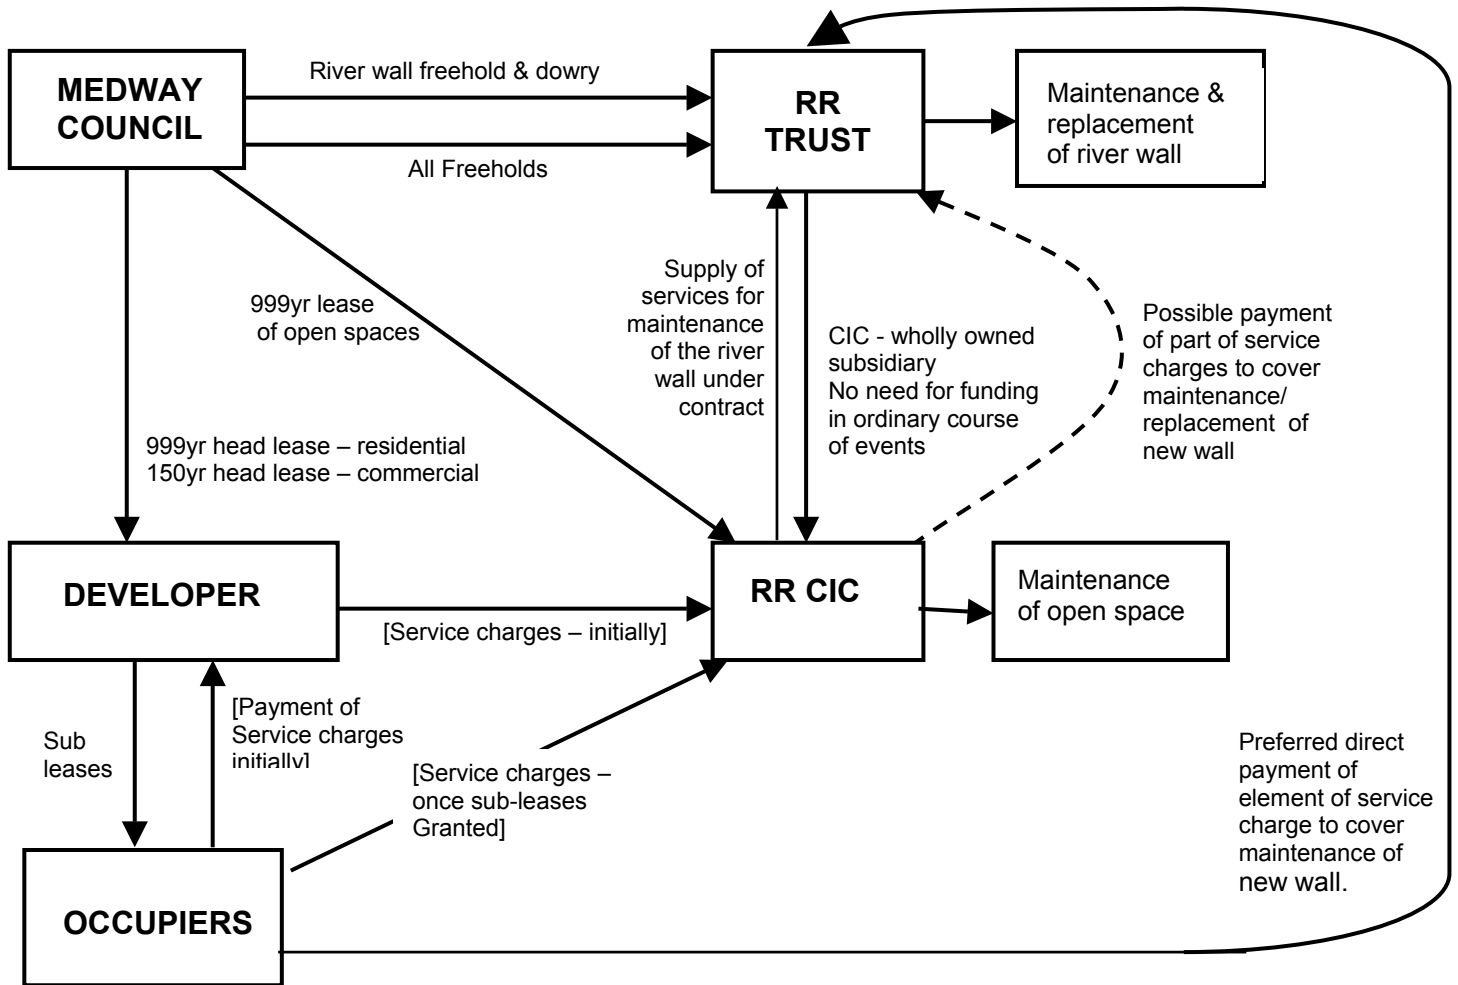 MEDWAY
COUNCIL
River wall freehold & dowry
All Freeholds
RR
TRUST
Maintenance &
replacement
of river wall
999yr lease
of open spaces
Supply of
services for
maintenance
of the river
wall under
contract
CIC - wholly owned
subsidiary
No need for funding
in ordinary course
of events
Possible payment
of part of service
charges to cover
maintenance/
replacement of
new wall
999yr head lease – residential
150yr head lease – commercial
DEVELOPER
[Service charges – initially]
RR CIC
Maintenance
of open space
Sub
leases
[Payment of
Service charges
initially]
[Service charges –
once sub-leases
Granted]
Preferred direct
payment of
element of service
charge to cover
maintenance of
new wall.
OCCUPIERS